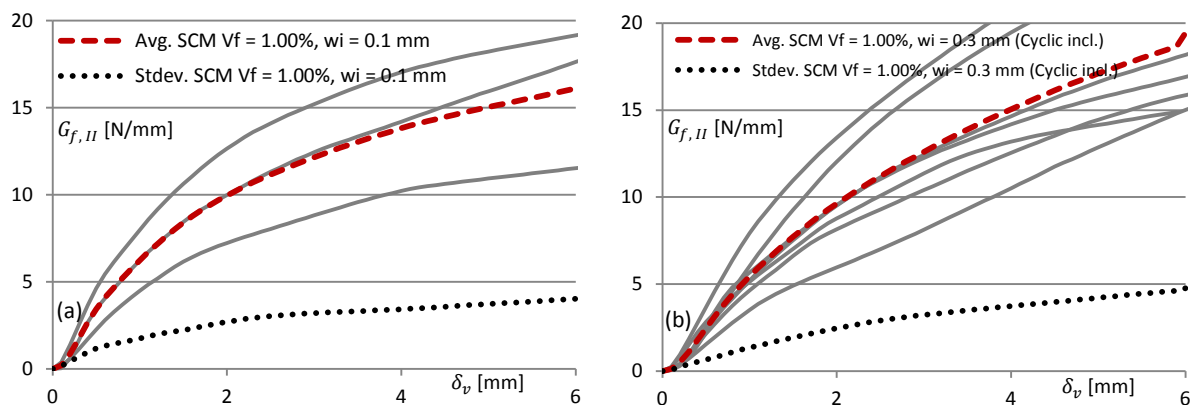 20
15
10
5
0
G_{f,II} [N/mm]
Avg. SCM Vf = 1.00%, wi = 0.1 mm
Stdev. SCM Vf = 1.00%, wi = 0.1 mm
(a)
0
2
4
6
δ_v [mm]
20
15
10
5
0
G_{f,II} [N/mm]
Avg. SCM Vf = 1.00%, wi = 0.3 mm (Cyclic incl.)
Stdev. SCM Vf = 1.00%, wi = 0.3 mm (Cyclic incl.)
(b)
0
2
4
6
δ_v [mm]